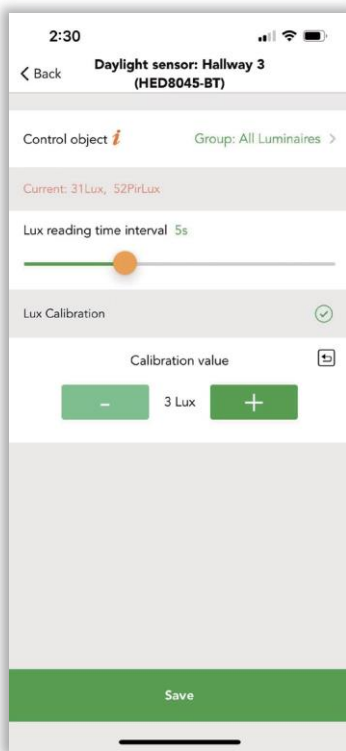 2:30
Back
Daylight sensor: Hallway 3
(HED8045-BT)
Control object i
Group: All Luminaires >
Current: 31Lux, 52PirLux
Lux reading time interval 5s
Lux Calibration
Calibration value
- 3 Lux +
Save